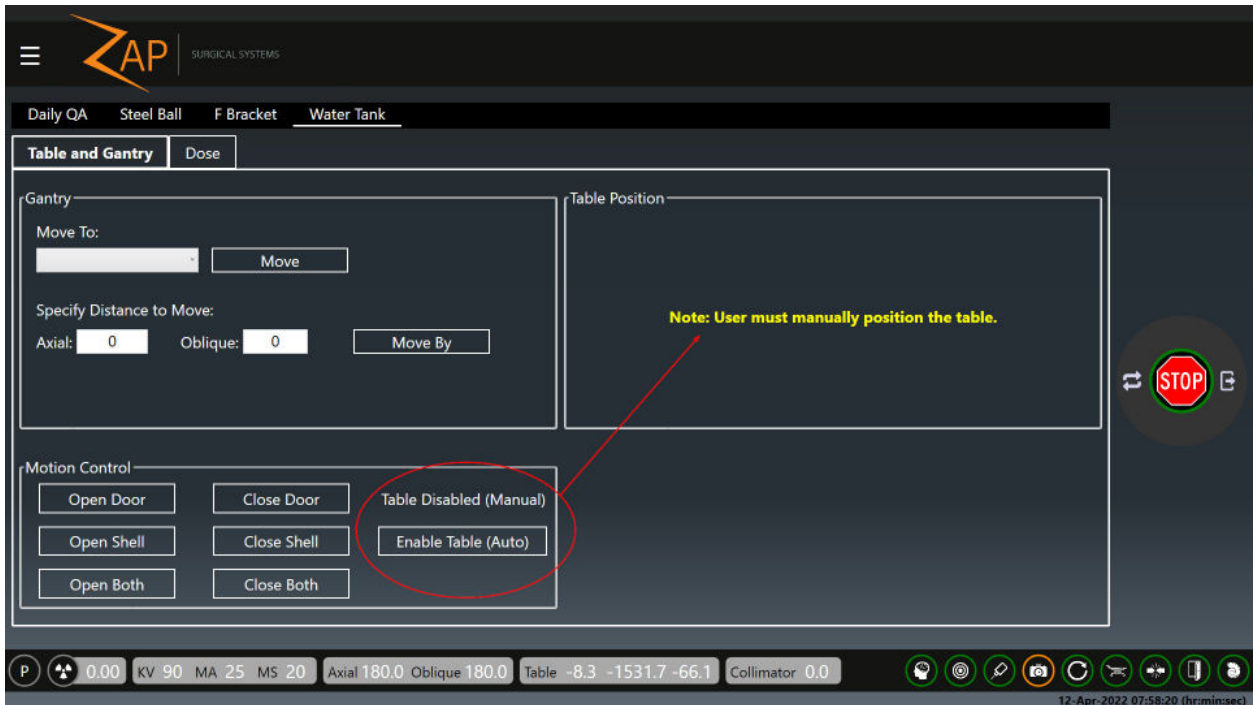 ZAP SURGICAL SYSTEMS
Daily QA Steel Ball F Bracket Water Tank
Table and Gantry Dose
Gantry
Move To:
Move
Specify Distance to Move:
Axial: 0 Oblique: 0 Move By
Table Position
Note: User must manually position the table.
STOP
Motion Control
Open Door Close Door Table Disabled (Manual)
Open Shell Close Shell Enable Table (Auto)
Open Both Close Both
P 0.00 KV 90 MA 25 MS 20 Axial 180.0 Oblique 180.0 Table -8.3 -1531.7 -66.1 Collimator 0.0
12-Apr-2022 07:58:20 (hr:min:sec)